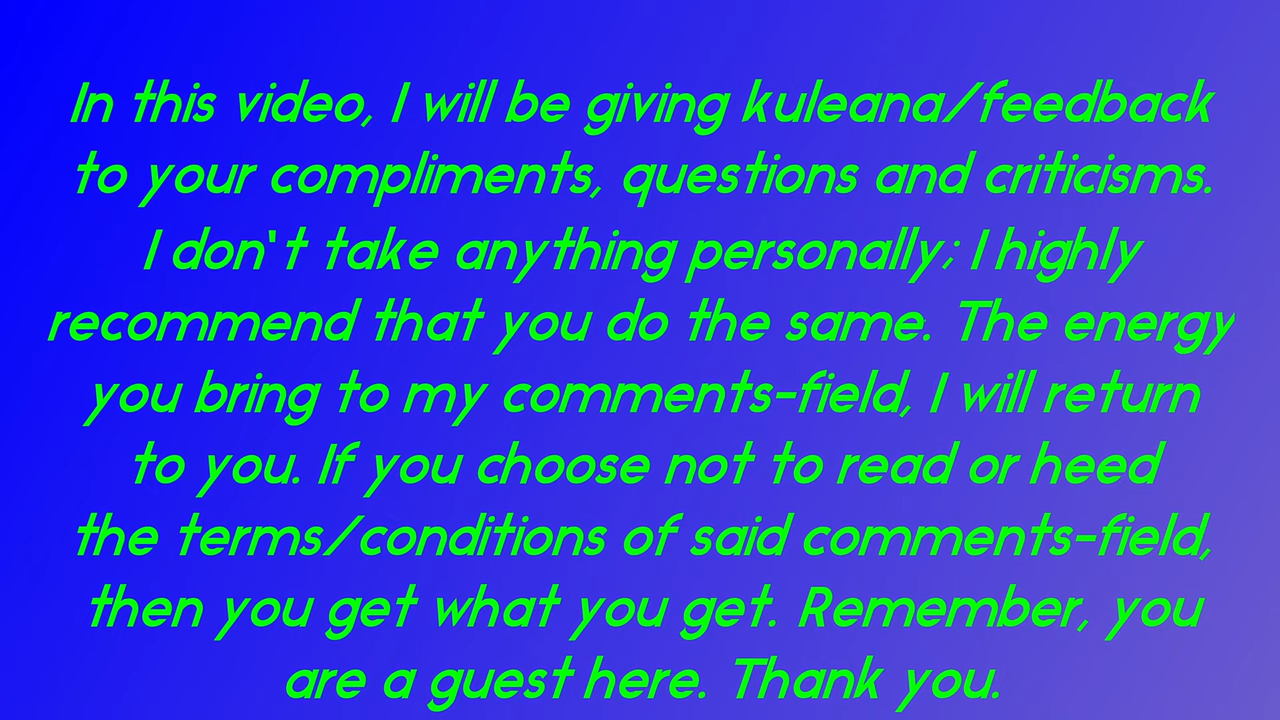 In this video, I will be giving kuleana/feedback
to your compliments, questions and criticisms.
I don't take anything personally; I highly
recommend that you do the same. The energy
you bring to my comments-field, I will return
to you. If you choose not to read or heed
the terms/conditions of said comments-field,
then you get what you get. Remember, you
are a guest here. Thank you.